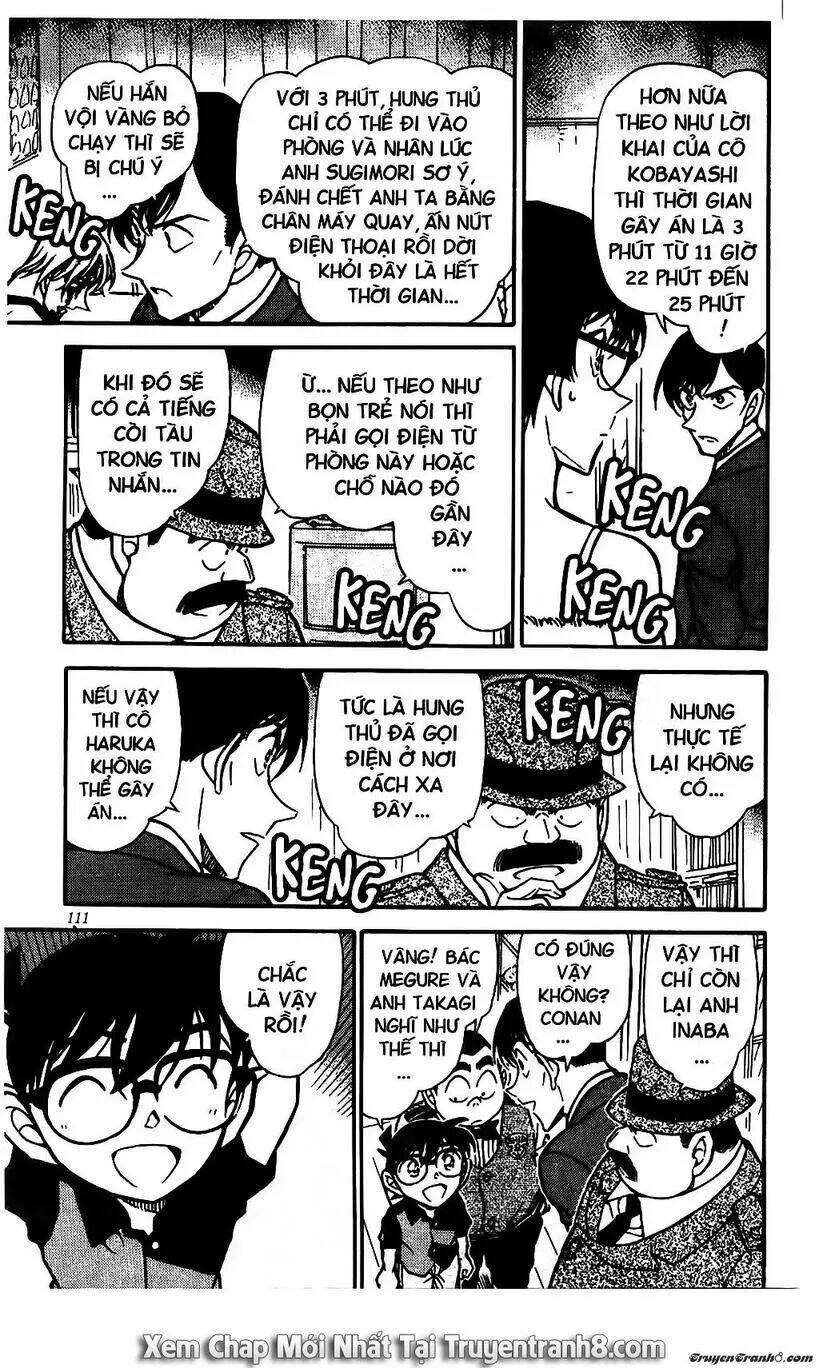 HƠN NỮA
THEO NHƯ LỜI
KHAI CỦA CÔ
KOBAYASHI
THÌ THỜI GIAN
GÂY ÁN LÀ 3
PHÚT TỪ 11 GIỜ
22 PHÚT ĐẾN
25 PHÚT
!
KENG
KENG
VỚI 3 PHÚT, HUNG THỦ
CHỈ CÓ THỂ ĐI VÀO
PHÒNG VÀ NHÂN LÚC
ANH SUGIMORI SƠ Ý,
ĐÁNH CHẾT ANH TA BẰNG
CHÂN MÁY QUAY, ẤN NÚT
ĐIỆN THOẠI RỒI DỜI
KHỎI ĐÂY LÀ HẾT
THỜI GIAN...
NẾU HẮN
VỘI VÀNG BỎ
CHẠY THÌ SẼ
BỊ CHÚ Ý
...
KENG
Ừ... NẾU THEO NHƯ
BỌN TRẺ NÓI THÌ
PHẢI GỌI ĐIỆN TỪ
PHÒNG NÀY HOẶC
CHỖ NÀO ĐÓ
GẦN
ĐÂY
...
KHI ĐÓ SẼ
CÓ CẢ TIẾNG
CÒI TÀU
TRONG TIN
NHẮN...
KENG
NHƯNG
THỰC TẾ
LẠI KHÔNG
CÓ...
KENG
TỨC LÀ HUNG
THỦ ĐÃ GỌI
ĐIỆN Ở NƠI
CÁCH XA
ĐÂY...
NẾU VẬY
THÌ CÔ
HARUKA
KHÔNG
THỂ GÂY
ÁN...
KENG
111
VẬY THÌ
CHỈ CÒN
LẠI ANH
INABA
...
CÓ ĐÚNG
VẬY
KHÔNG?
CONAN
...
VÂNG! BÁC
MEGURE VÀ
ANH TAKAGI
NGHĨ NHƯ
THẾ THÌ
...
CHẮC
LÀ VẬY
RỒI!
Xem Chap Mới Nhất Tại Truyentranh8.com
TruyenTranh8.com